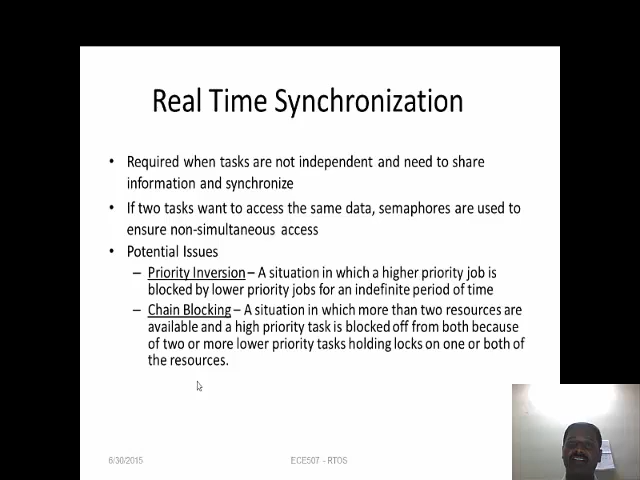 Real Time Synchronization
• Required when tasks are not independent and need to share
information and synchronize
• If two tasks want to access the same data, semaphores are used to
ensure non-simultaneous access
• Potential Issues
– Priority Inversion – A situation in which a higher priority job is
blocked by lower priority jobs for an indefinite period of time
– Chain Blocking – A situation in which more than two resources are
available and a high priority task is blocked off from both because
of two or more lower priority tasks holding locks on one or both of
the resources.
6/30/2015
ECE507 - RTOS